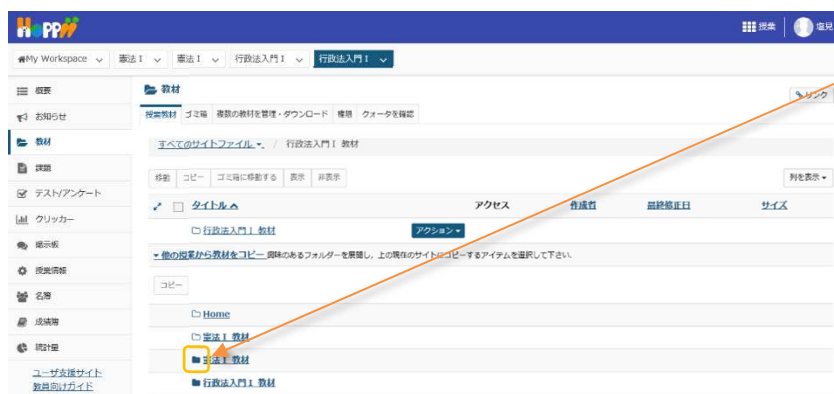 Hoppii 授業 塩見
My Workspace 憲法Ⅰ 憲法Ⅰ 行政法入門Ⅰ 行政法入門Ⅰ
概要
お知らせ
教材
課題
テスト/アンケート
クリッカー
掲示板
授業情報
名簿
成績簿
統計量
ユーザ支援サイト
教員向けガイド
教材
リンク
授業教材 ゴミ箱 複数の教材を管理・ダウンロード 権限 クォータを確認
すべてのサイトファイル / 行政法入門Ⅰ 教材
移動 コピー ゴミ箱に移動する 表示 非表示 列を表示
タイトル アクセス 作成者 最終修正日 サイズ
行政法入門Ⅰ 教材 アクション
他の授業から教材をコピー 興味のあるフォルダーを展開し、上の現在のサイトにコピーするアイテムを選択して下さい.
コピー
Home
憲法Ⅰ 教材
憲法Ⅰ 教材
行政法入門Ⅰ 教材